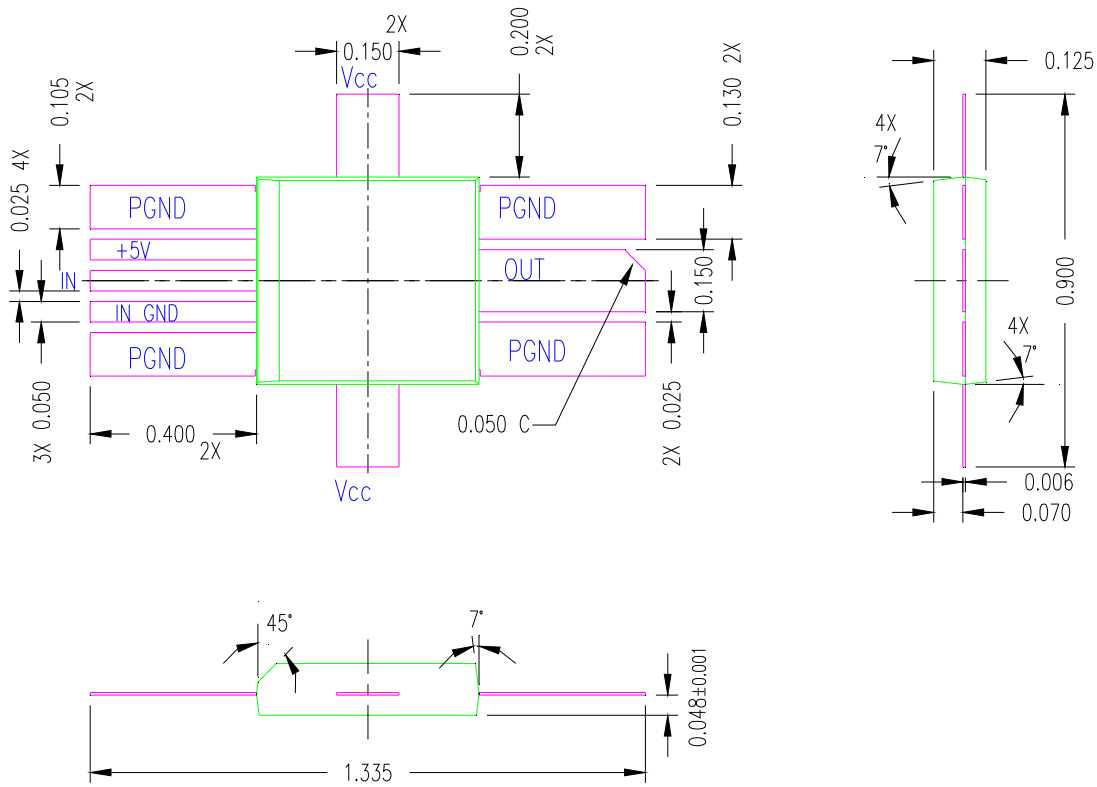 2X
0.150
Vcc
0.200
2X
0.105
2X
0.130 2X
0.125
4X
7°
0.025 4X
PGND
PGND
+5V
IN
OUT
0.150
0.900
IN GND
PGND
PGND
4X
7°
3X 0.050
0.400
2X
0.050 C
2X 0.025
Vcc
0.006
0.070
45°
7°
0.048±0.001
1.335